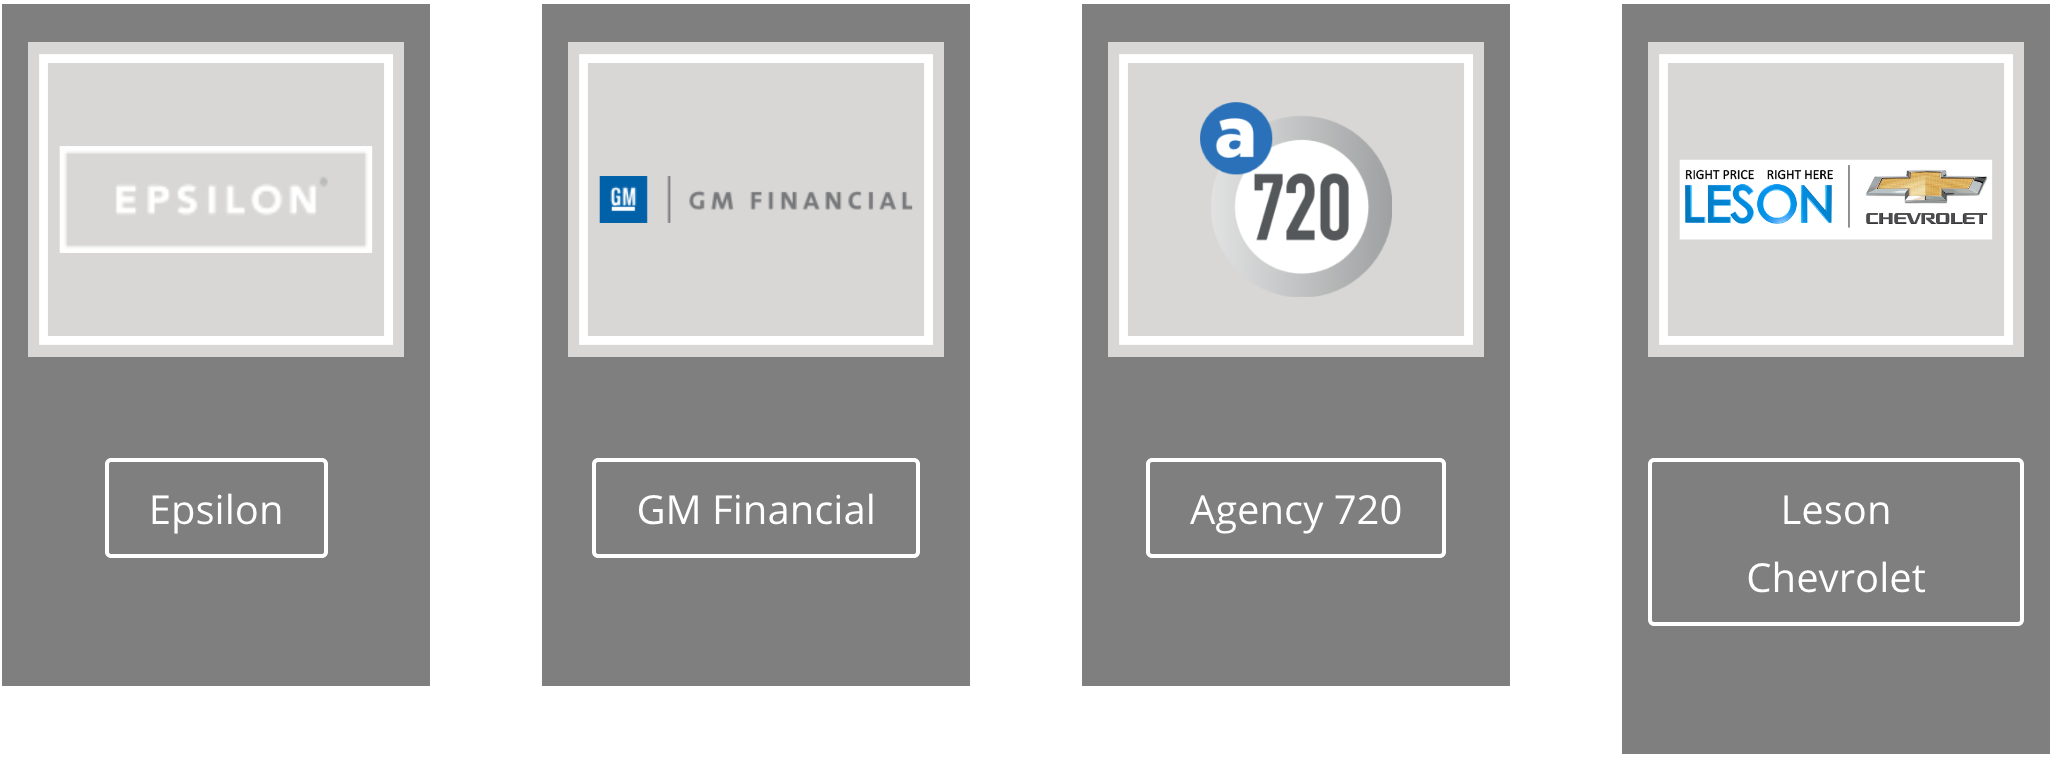 EPSILON®
GM | GM FINANCIAL
a
720
RIGHT PRICE RIGHT HERE
LESON
CHEVROLET
Epsilon
GM Financial
Agency 720
Leson
Chevrolet